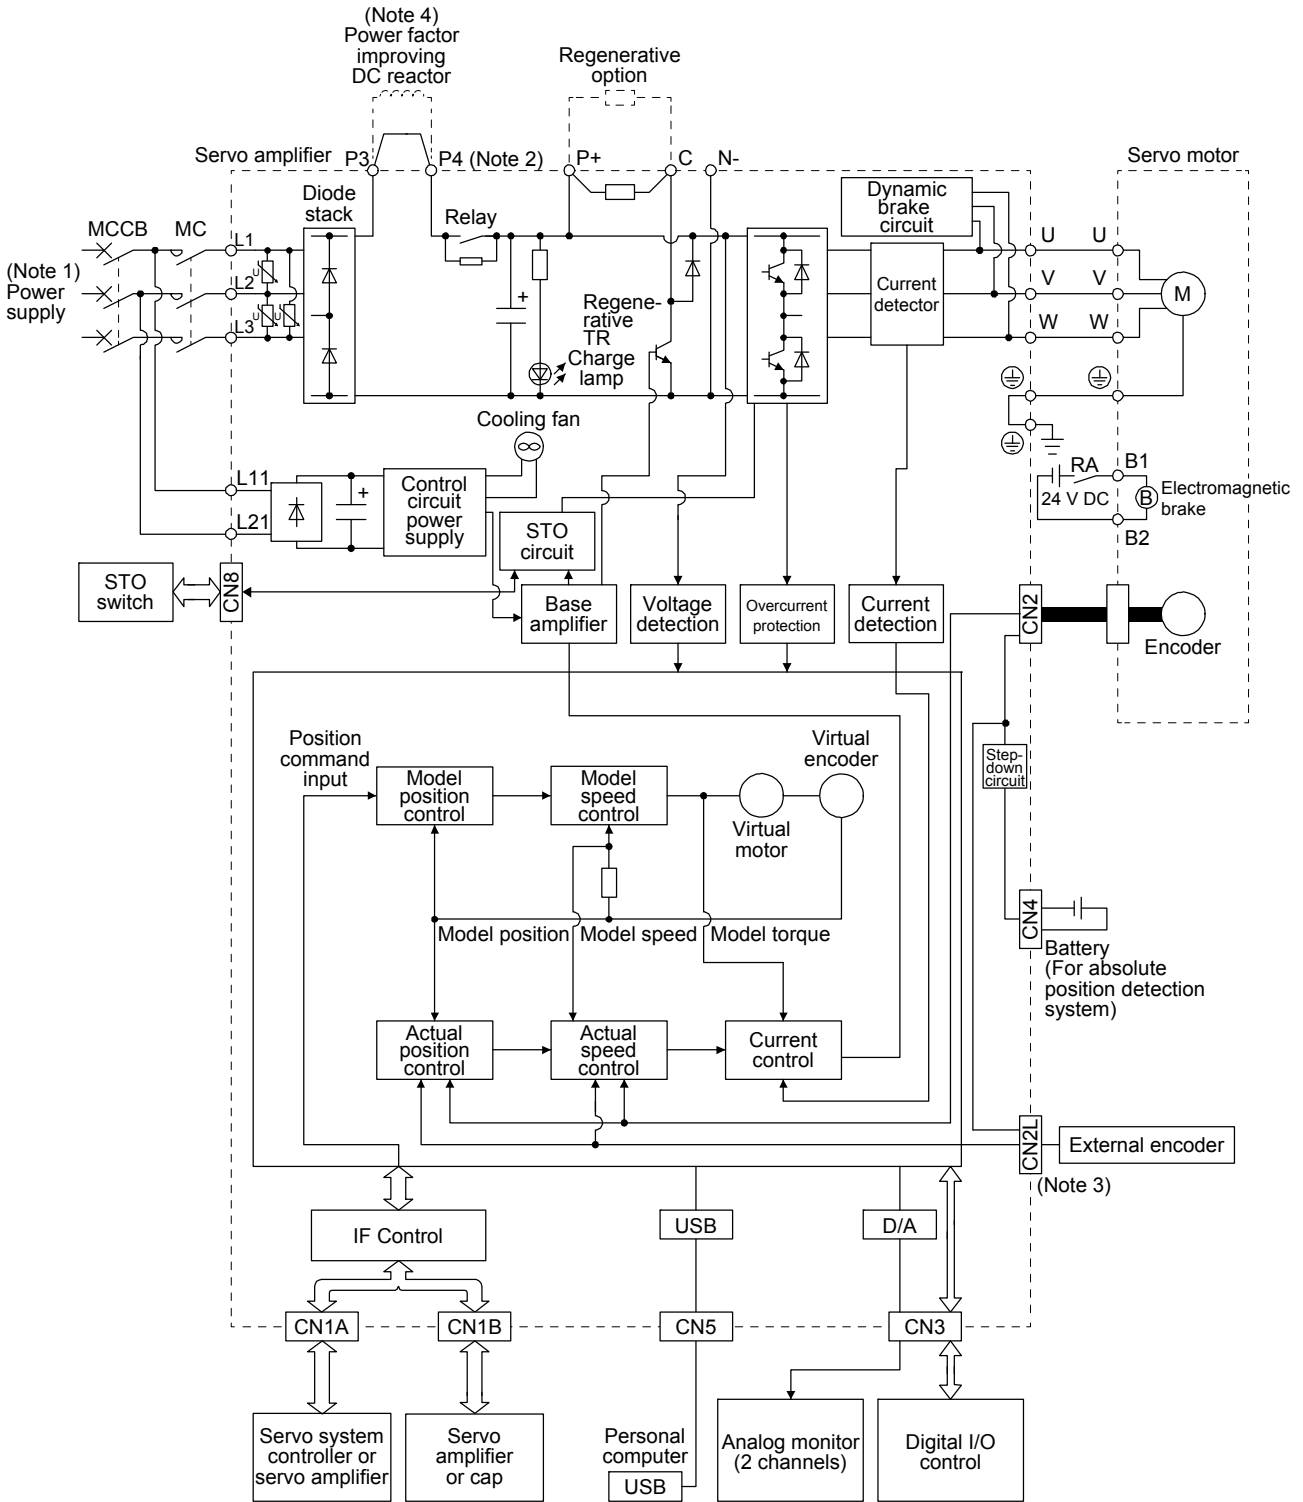 (Note 4)
Power factor
improving
DC reactor
Regenerative
option
Servo amplifier
P3
P4 (Note 2)
P+
C
N-
Servo motor
Diode
stack
Relay
Dynamic
brake
circuit
MCCB
MC
L1
L2
L3
(Note 1)
Power
supply
U
U
U
+
Regene-
rative
TR
Charge
lamp
Current
detector
U
U
V
V
W
W
M
Cooling fan
L11
L21
+
Control
circuit
power
supply
STO
circuit
RA
24 V DC
B1
B
B2
Electromagnetic
brake
STO
switch
CN8
Base
amplifier
Voltage
detection
Overcurrent
protection
Current
detection
CN2
Encoder
Position
command
input
Model
position
control
Model
speed
control
Virtual
motor
Virtual
encoder
Step-
down
circuit
Model position
Model speed
Model torque
CN4
Battery
(For absolute
position detection
system)
Actual
position
control
Actual
speed
control
Current
control
CN2L
External encoder
(Note 3)
IF Control
USB
D/A
CN1A
CN1B
CN5
CN3
Servo system
controller or
servo amplifier
Servo
amplifier
or cap
Personal
computer
USB
Analog monitor
(2 channels)
Digital I/O
control